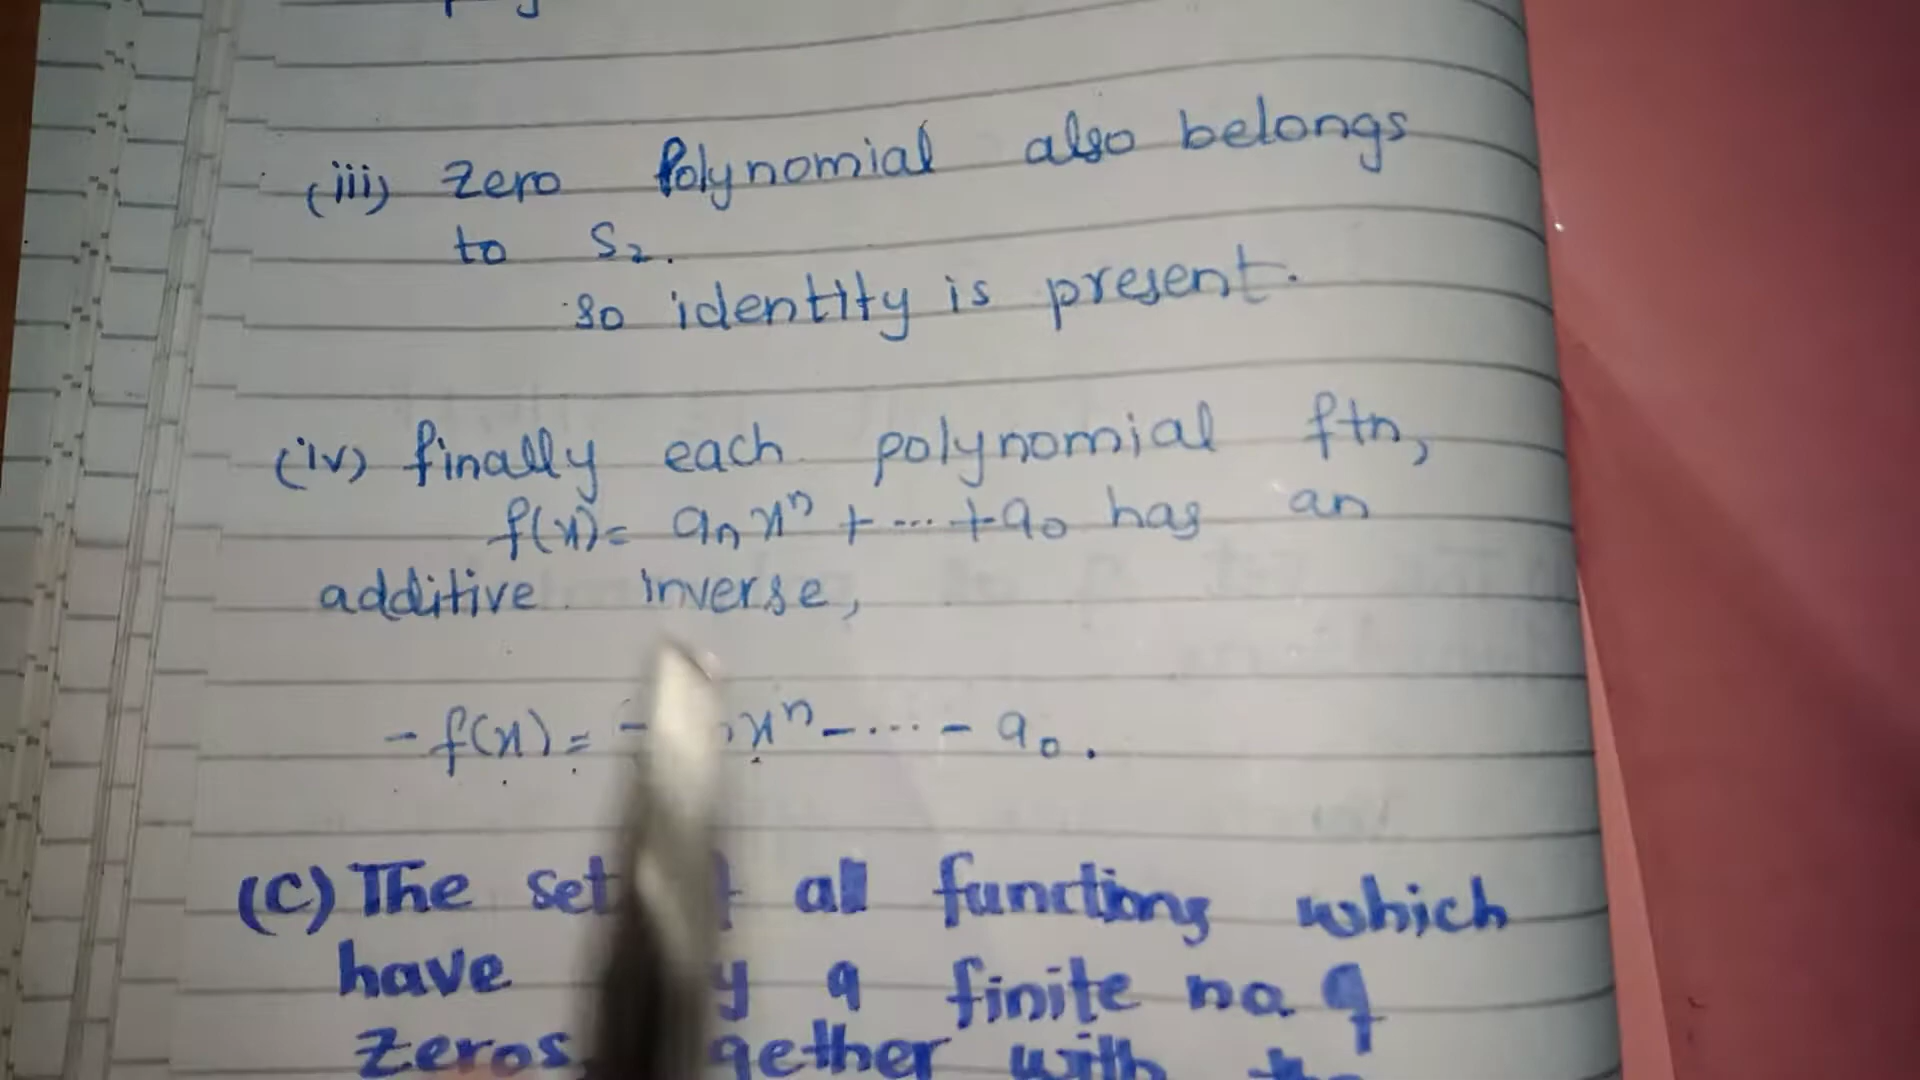 (iii) Zero Polynomial also belongs
to S₂.
so identity is present.
(iv) finally each polynomial ftn,
f(x) = aₙxⁿ + ... + a₀ has an
additive inverse,
-f(x) = - xⁿ - .... - a₀.
(C) The set all functions which
have a finite no. of
zeros, with